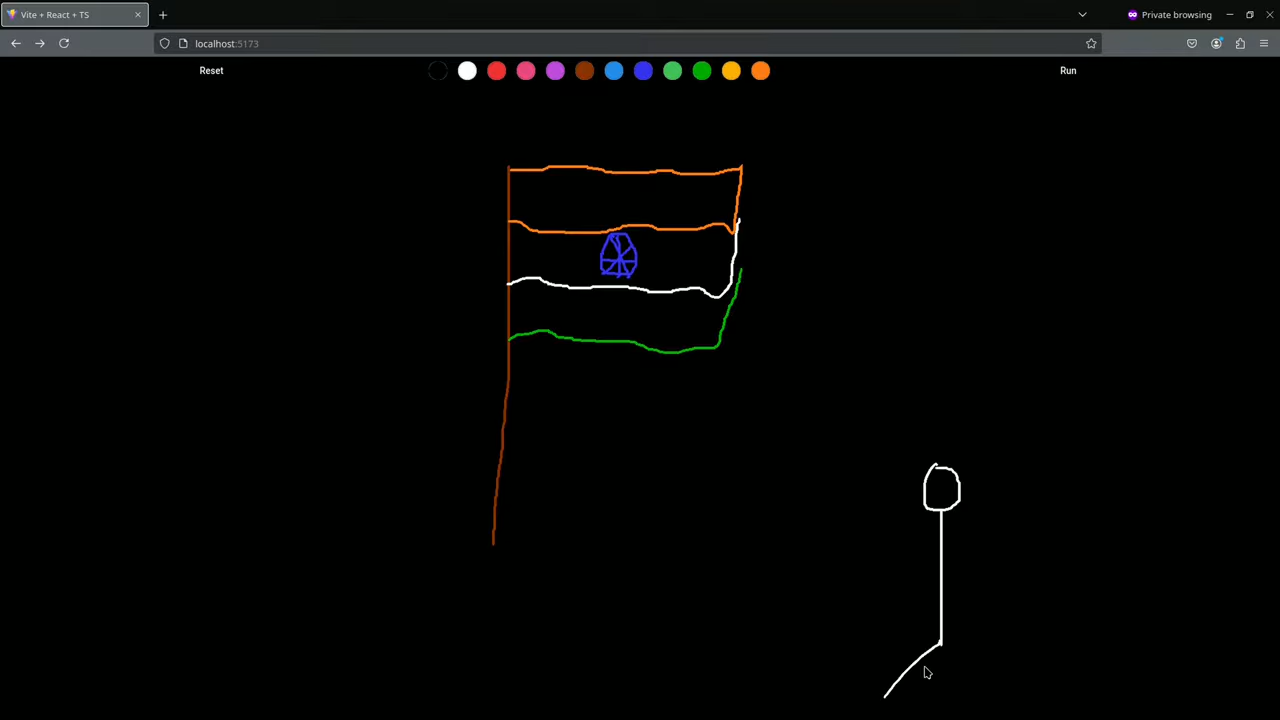 Vite + React + TS
Private browsing
localhost:5173
Reset
Run